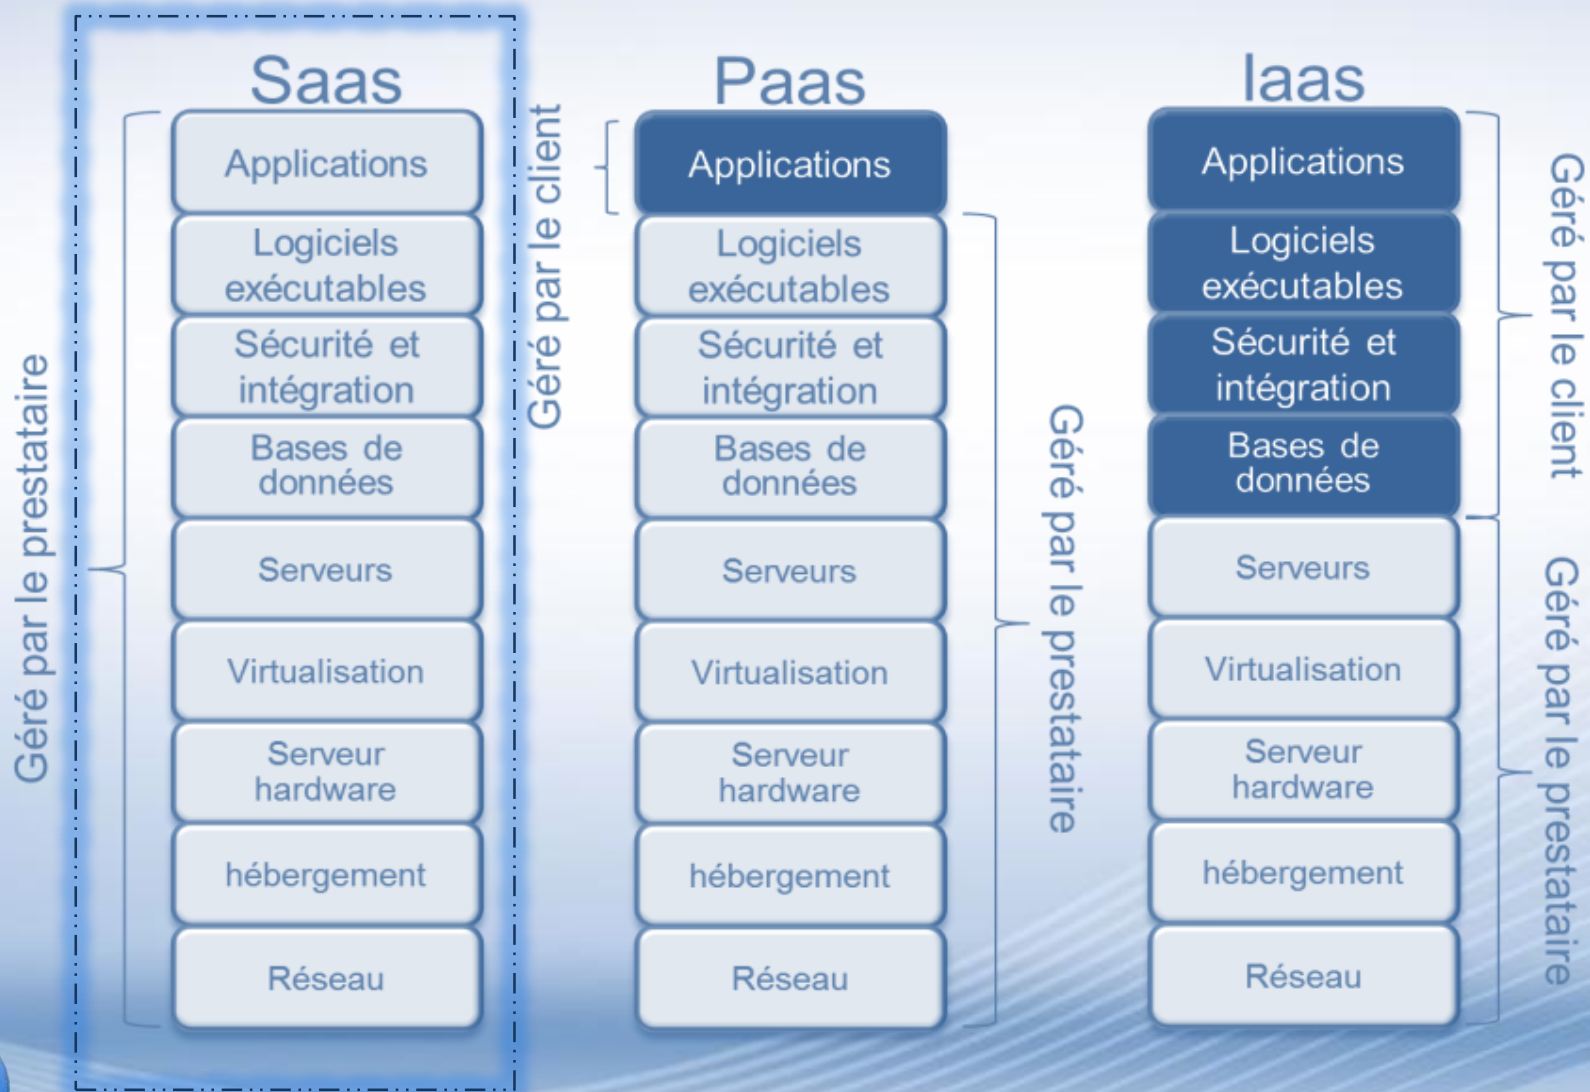 Saas
Géré par le prestataire
Applications
Logiciels
exécutables
Sécurité et
intégration
Bases de
données
Serveurs
Virtualisation
Serveur
hardware
hébergement
Réseau
Paas
Géré par le client
Applications
Logiciels
exécutables
Sécurité et
intégration
Bases de
données
Serveurs
Virtualisation
Serveur
hardware
hébergement
Réseau
Géré par le prestataire
Iaas
Applications
Logiciels
exécutables
Sécurité et
intégration
Bases de
données
Serveurs
Virtualisation
Serveur
hardware
hébergement
Réseau
Géré par le client
Géré par le prestataire